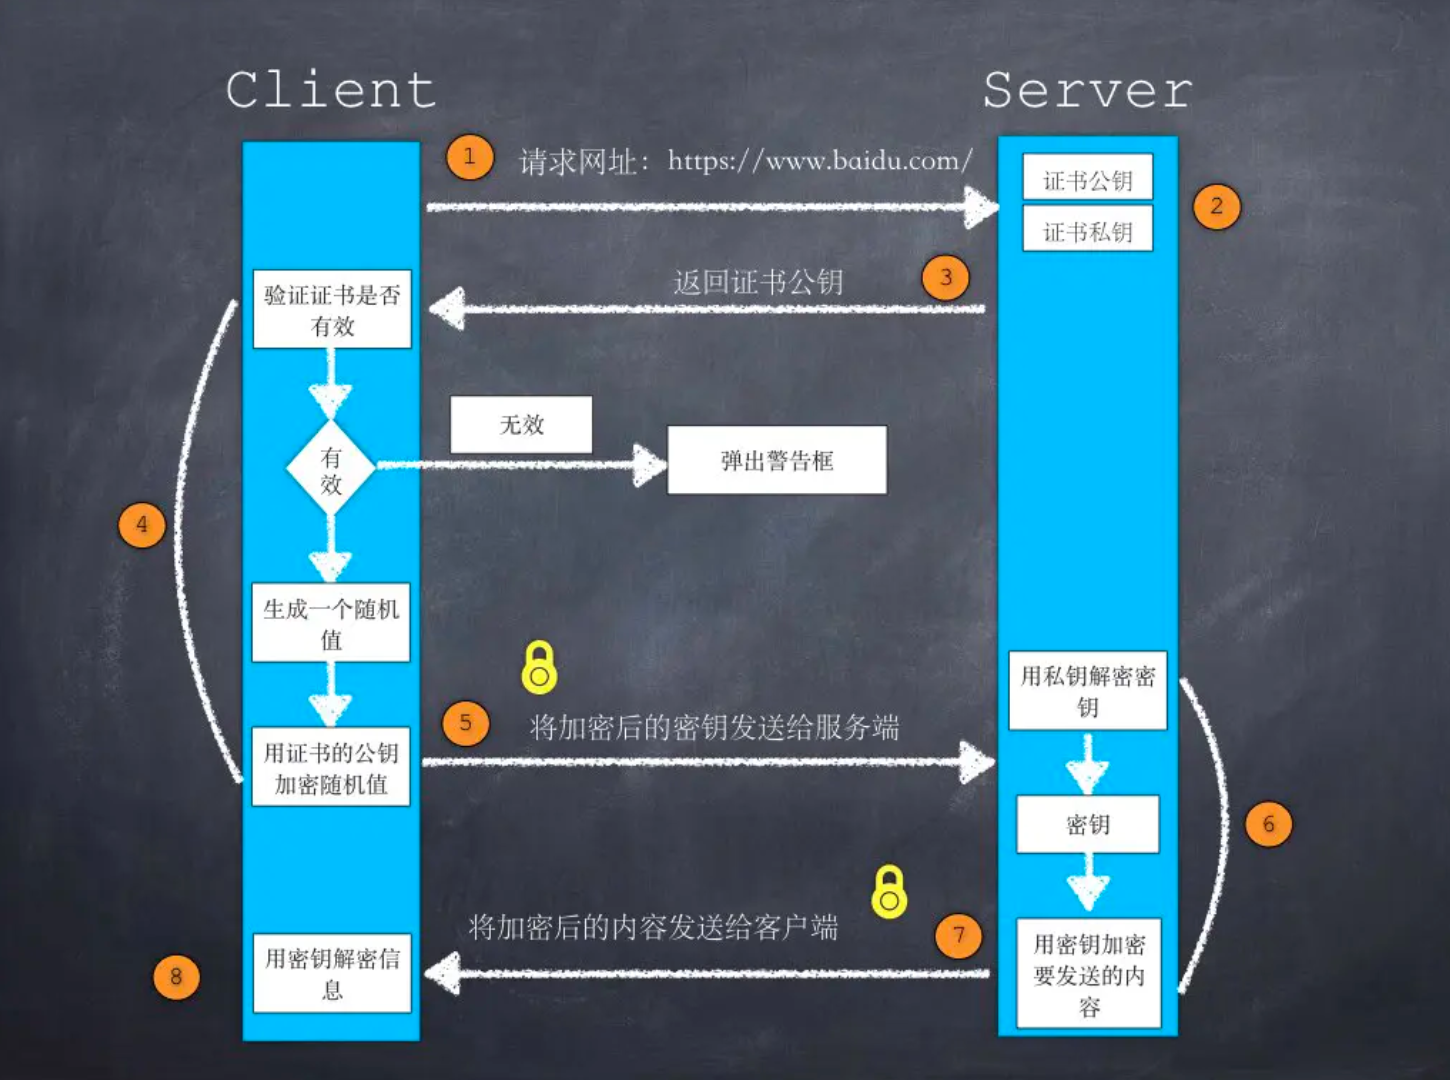 Client
Server
1
请求网址：https://www.baidu.com/
证书公钥
2
证书私钥
返回证书公钥
3
验证证书是否
有效
无效
有
效
弹出警告框
4
生成一个随机
值
5
将加密后的密钥发送给服务端
用私钥解密密
钥
用证书的公钥
加密随机值
密钥
6
将加密后的内容发送给客户端
7
用密钥加密
要发送的内
容
8
用密钥解密信
息